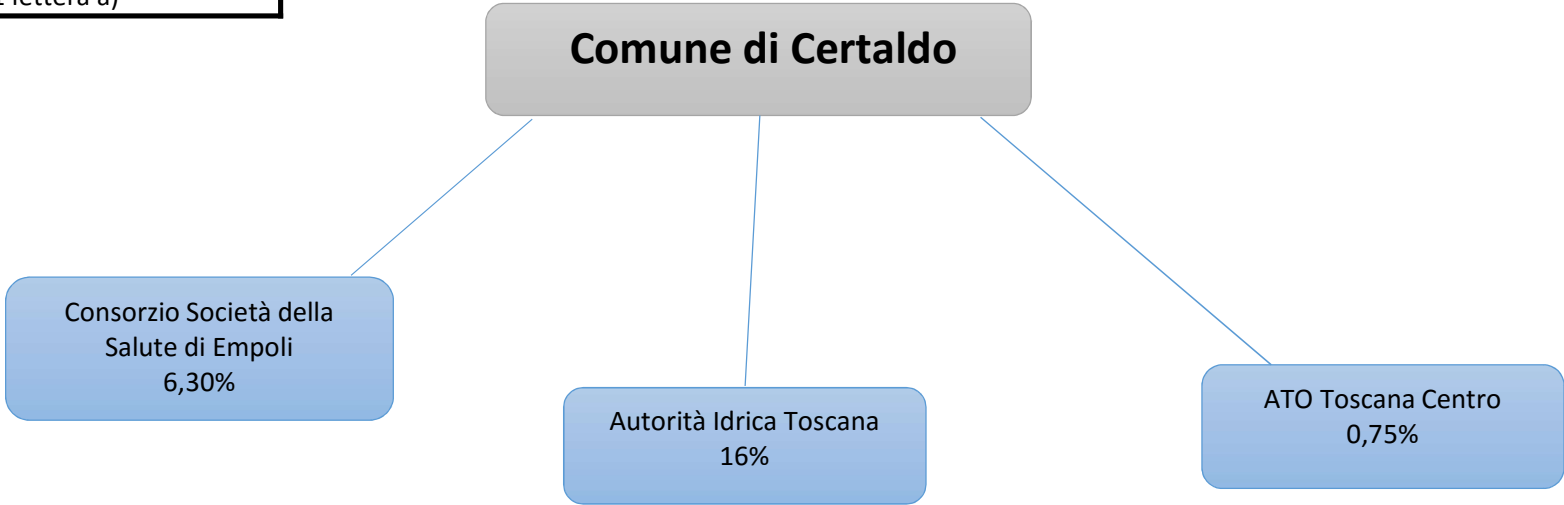 lettera a)
Comune di Certaldo
Consorzio Società della
Salute di Empoli
6,30%
Autorità Idrica Toscana
16%
ATO Toscana Centro
0,75%